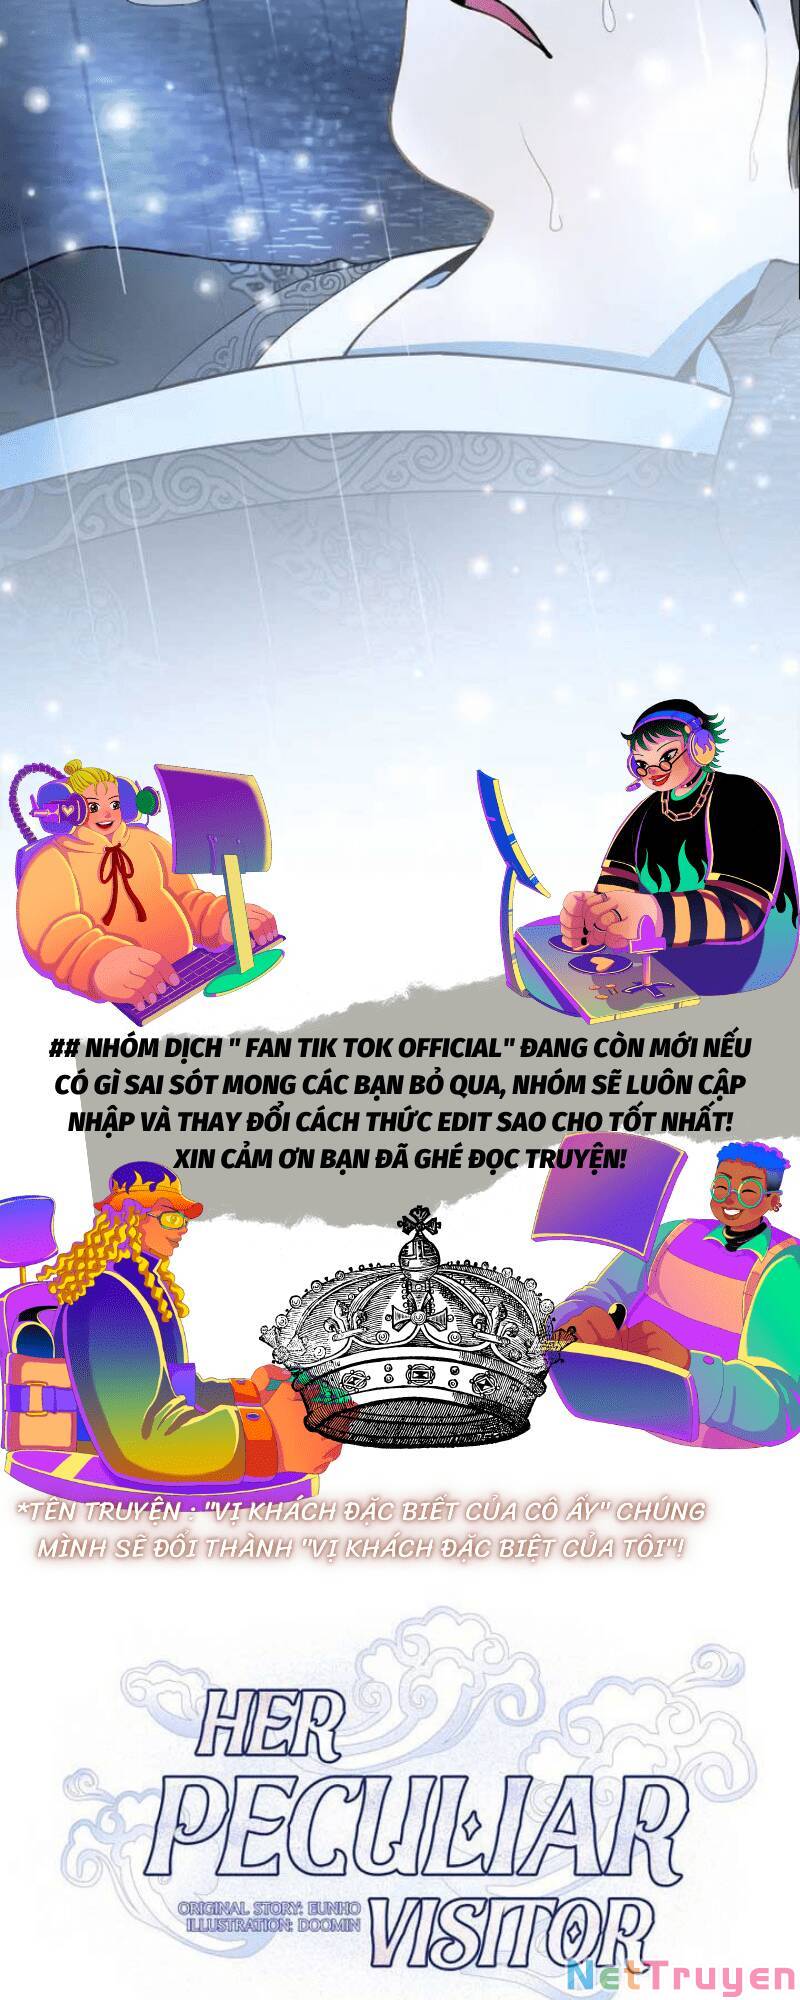 ## NHÓM DỊCH " FAN TIK TOK OFFICIAL" ĐANG CÒN MỚI NẾU
CÓ GÌ SAI SÓT MONG CÁC BẠN BỎ QUA, NHÓM SẼ LUÔN CẬP
NHẬP VÀ THAY ĐỔI CÁCH THỨC EDIT SAO CHO TỐT NHẤT!
XIN CẢM ƠN BẠN ĐÃ GHÉ ĐỌC TRUYỆN!
*TÊN TRUYỆN : "VỊ KHÁCH ĐẶC BIẾT CỦA CÔ ẤY" CHÚNG
MÌNH SẼ ĐỔI THÀNH "VỊ KHÁCH ĐẶC BIỆT CỦA TÔI"!
HER
PECULIAR
ORIGINAL STORY: EUNHO
ILLUSTRATION: DOOMIN
VISITOR
NetTruyen